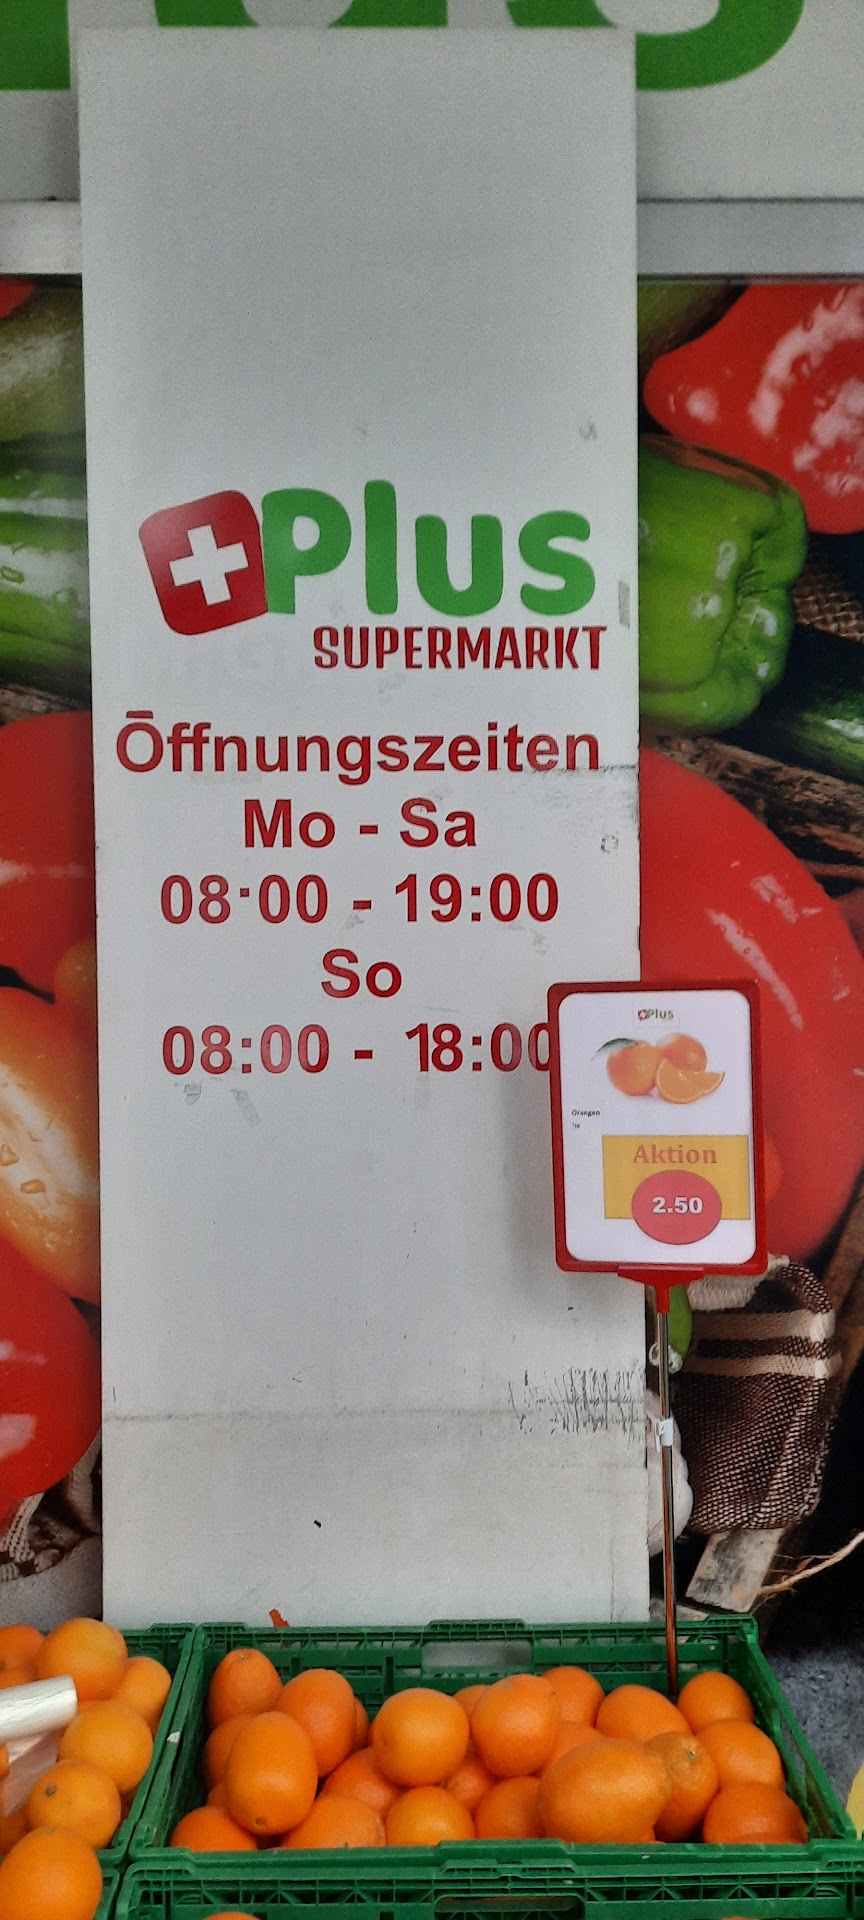 Plus
SUPERMARKT
Öffnungszeiten
Mo - Sa
08:00 - 19:00
So
08:00 - 18:00
Plus
Orangen
Aktion
2.50